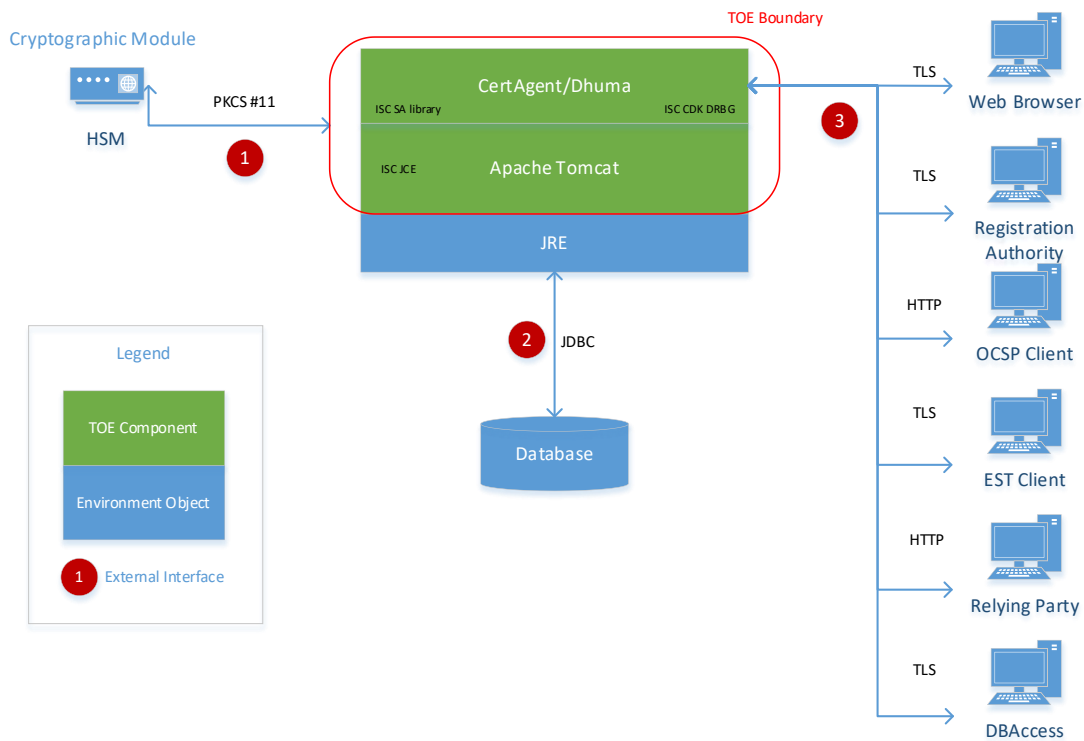 TOE Boundary
Cryptographic Module
HSM
PKCS #11
1
CertAgent/Dhuma
ISC SA library
ISC CDK DRBG
ISC JCE
Apache Tomcat
JRE
2
JDBC
Database
3
TLS
Web Browser
TLS
Registration
Authority
HTTP
OCSP Client
TLS
EST Client
HTTP
Relying Party
TLS
DBAccess
Legend
TOE Component
Environment Object
1
External Interface